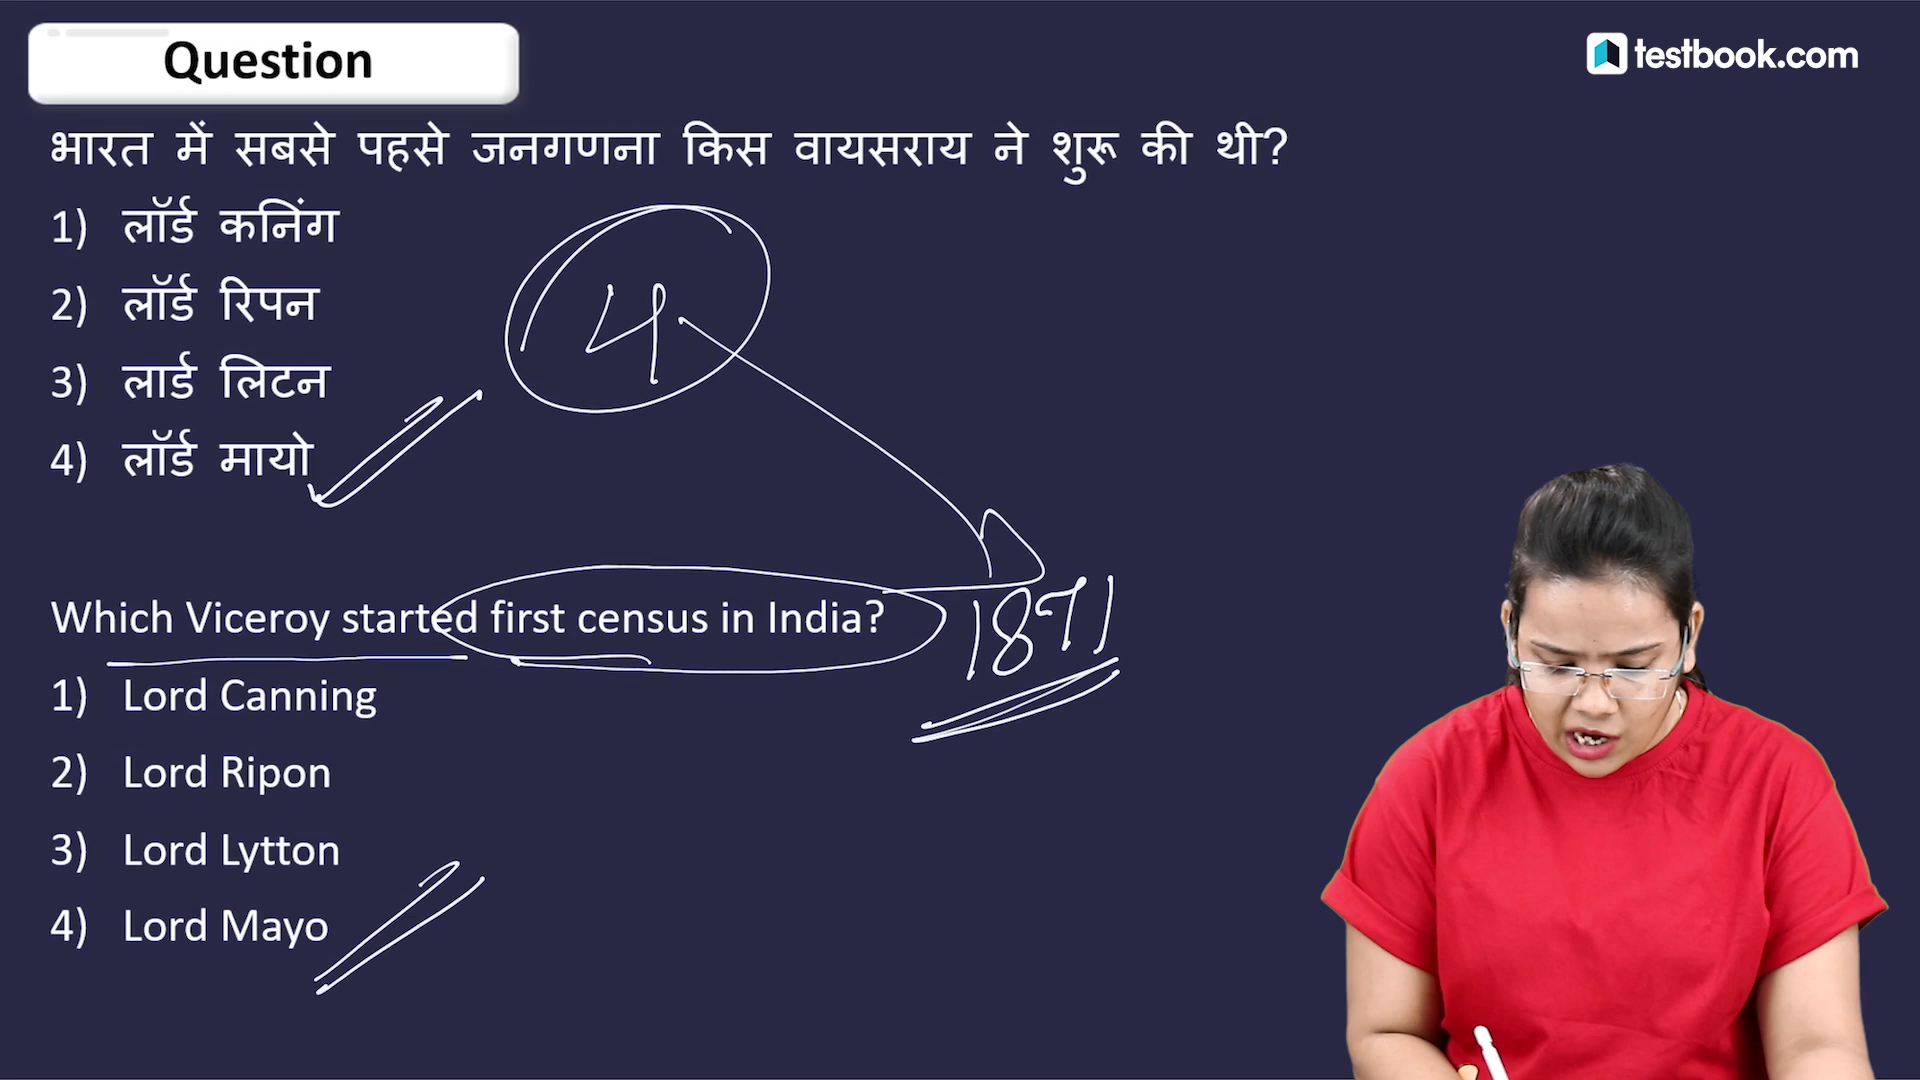 Question
testbook.com
भारत में सबसे पहसे जनगणना किस वायसराय ने शुरू की थी?
1) लॉर्ड कनिंग
2) लॉर्ड रिपन
3) लार्ड लिटन
4) लॉर्ड मायो
4
Which Viceroy started first census in India?
1871
1) Lord Canning
2) Lord Ripon
3) Lord Lytton
4) Lord Mayo